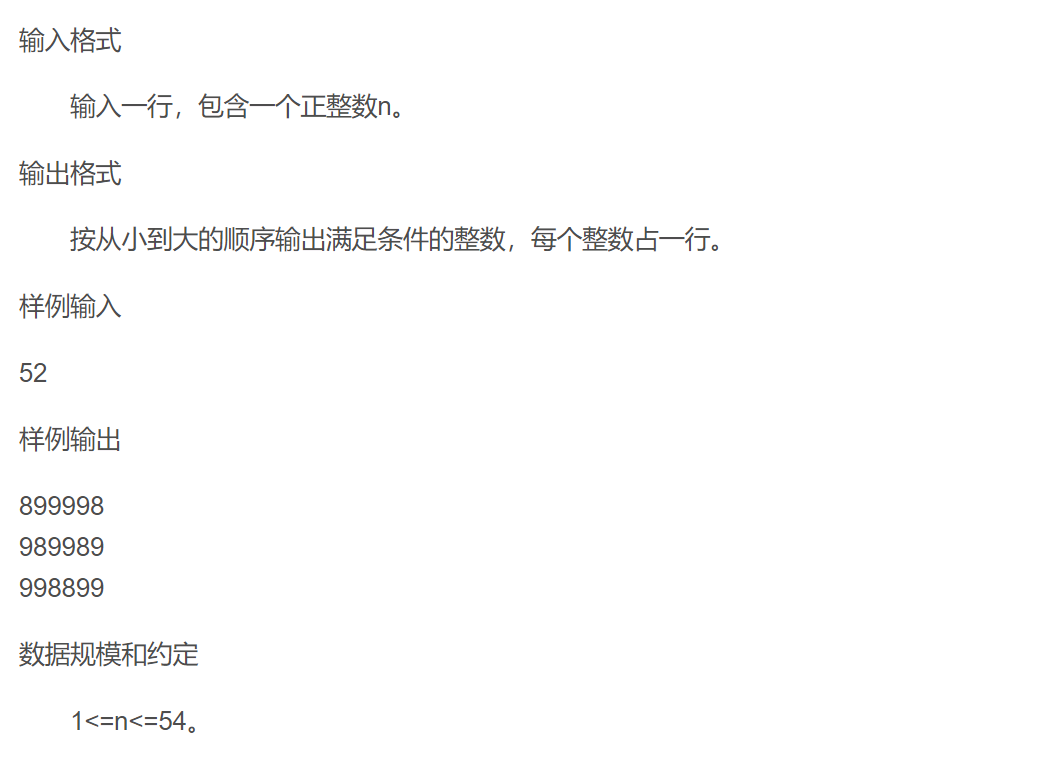 输入格式
输入一行，包含一个正整数n。
输出格式
按从小到大的顺序输出满足条件的整数，每个整数占一行。
样例输入
52
样例输出
899998
989989
998899
数据规模和约定
1<=n<=54。